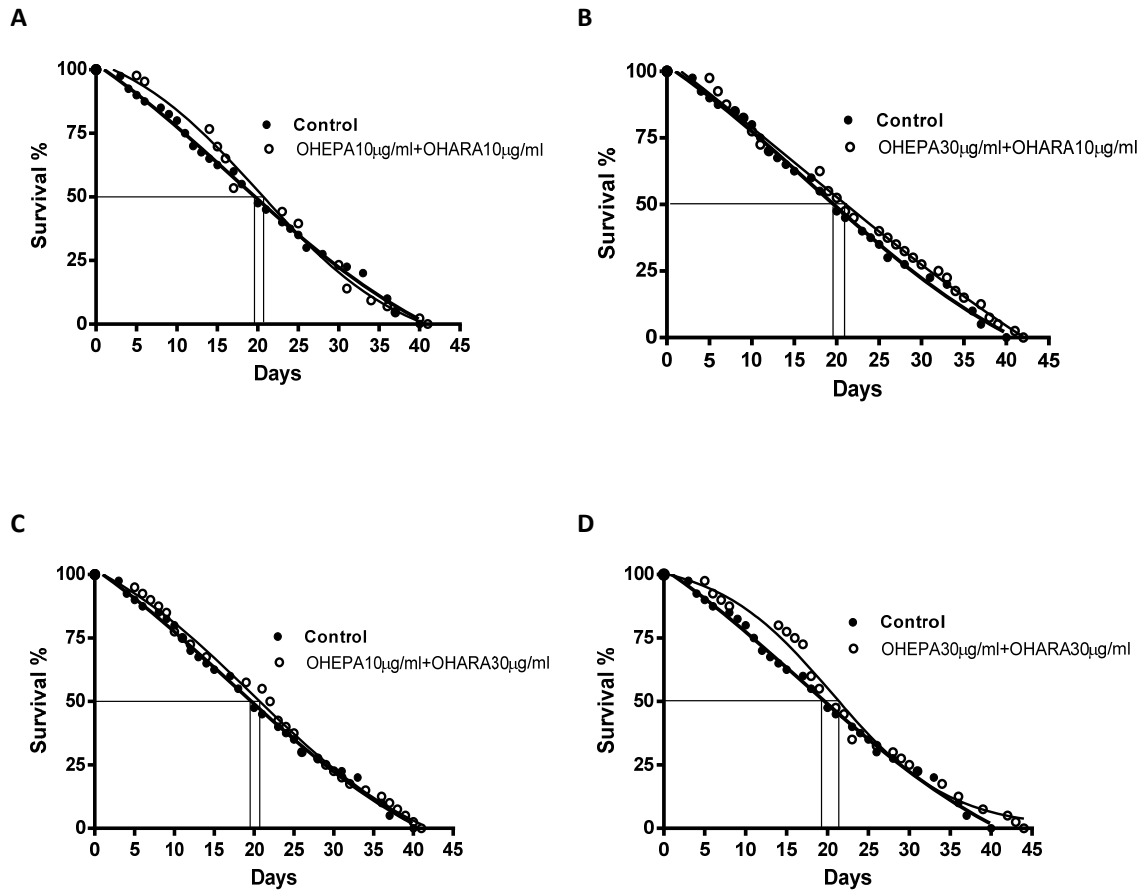 A
100
75
50
25
0
Survival %
Control
OHEPA10µg/ml+OHARA10µg/ml
0 5 10 15 20 25 30 35 40 45
Days
B
100
75
50
25
0
Survival %
Control
OHEPA30µg/ml+OHARA10µg/ml
0 5 10 15 20 25 30 35 40 45
Days
C
100
75
50
25
0
Survival %
Control
OHEPA10µg/ml+OHARA30µg/ml
0 5 10 15 20 25 30 35 40 45
Days
D
100
75
50
25
0
Survival %
Control
OHEPA30µg/ml+OHARA30µg/ml
0 5 10 15 20 25 30 35 40 45
Days